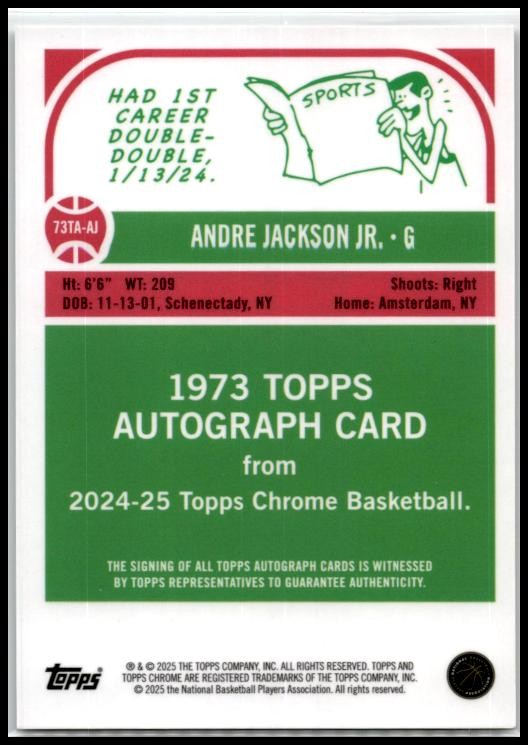 HAD 1ST
CAREER
DOUBLE-
DOUBLE,
1/13/24.
SPORTS
73TA-AJ
ANDRE JACKSON JR. • G
Ht: 6'6" WT: 209
Shoots: Right
DOB: 11-13-01, Schenectady, NY
Home: Amsterdam, NY
1973 TOPPS
AUTOGRAPH CARD
from
2024-25 Topps Chrome Basketball.
THE SIGNING OF ALL TOPPS AUTOGRAPH CARDS IS WITNESSED
BY TOPPS REPRESENTATIVES TO GUARANTEE AUTHENTICITY.
Topps
® & © 2025 THE TOPPS COMPANY, INC. ALL RIGHTS RESERVED. TOPPS AND
TOPPS CHROME ARE REGISTERED TRADEMARKS OF THE TOPPS COMPANY, INC.
© 2025 the National Basketball Players Association. All rights reserved.